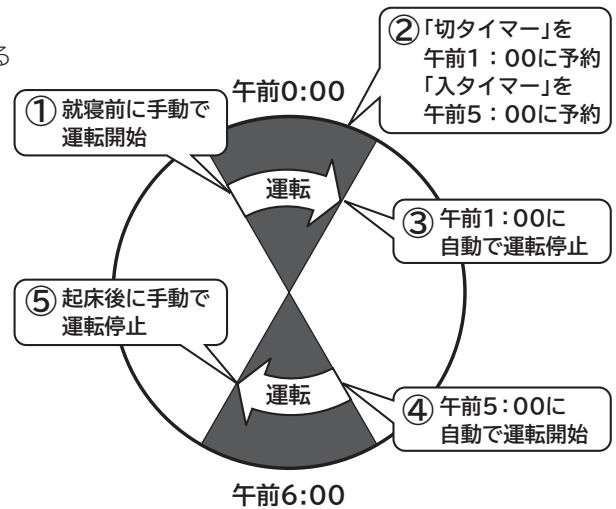 る
①就寝前に手動で
運転開始
午前0:00
②「切タイマー」を
午前1：00に予約
「入タイマー」を
午前5：00に予約
運転
③午前1：00に
自動で運転停止
⑤起床後に手動で
運転停止
運転
④午前5：00に
自動で運転開始
午前6:00